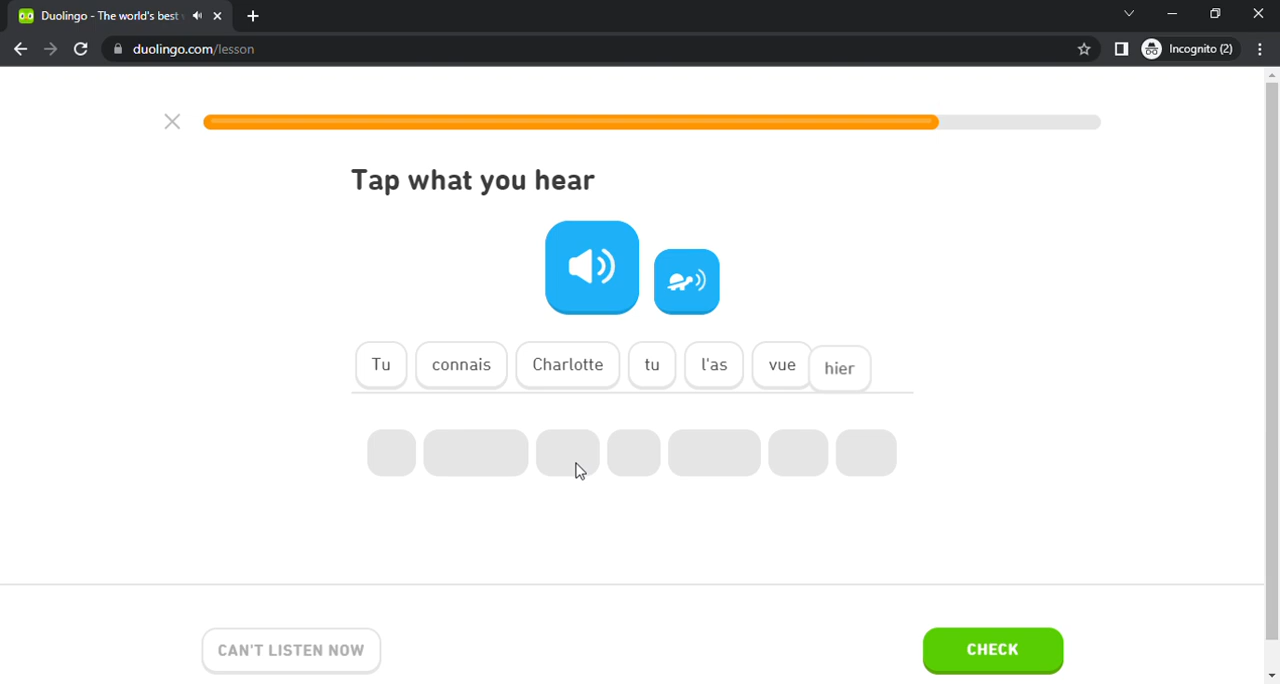 Duolingo - The world's best
duolingo.com/lesson
Incognito (2)
Tap what you hear
Tu connais Charlotte tu l'as vue hier
CAN'T LISTEN NOW
CHECK